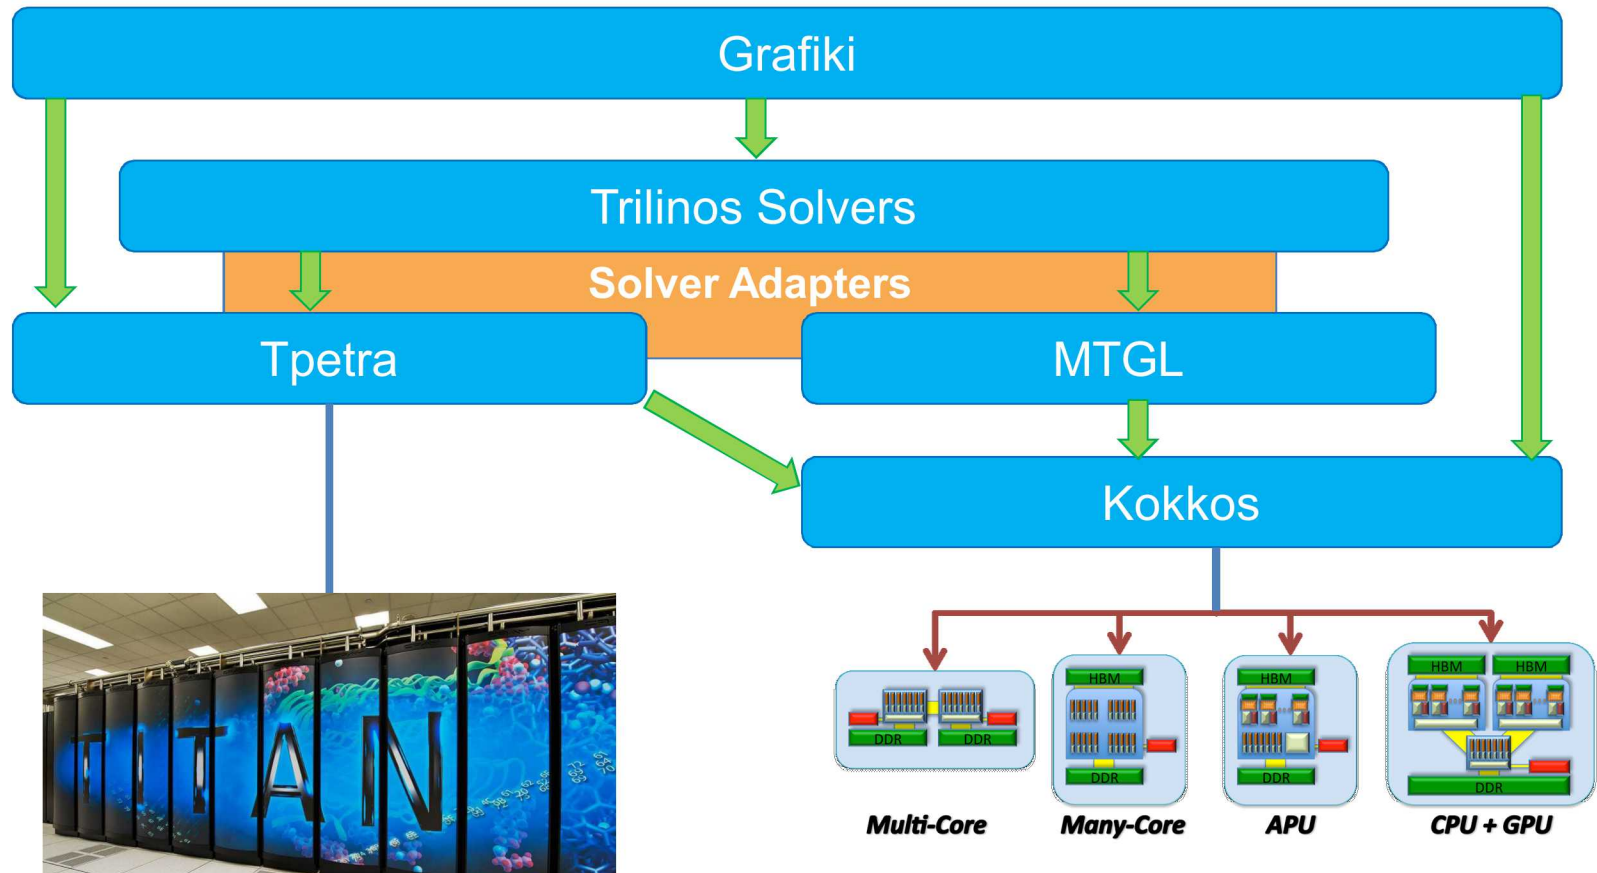 Grafiki
Trilinos Solvers
Solver Adapters
Tpetra
MTGL
Kokkos
TITAN
HBM
HBM
HBM
HBM
DDR
DDR
DDR
DDR
DDR
Multi-Core
Many-Core
APU
CPU + GPU